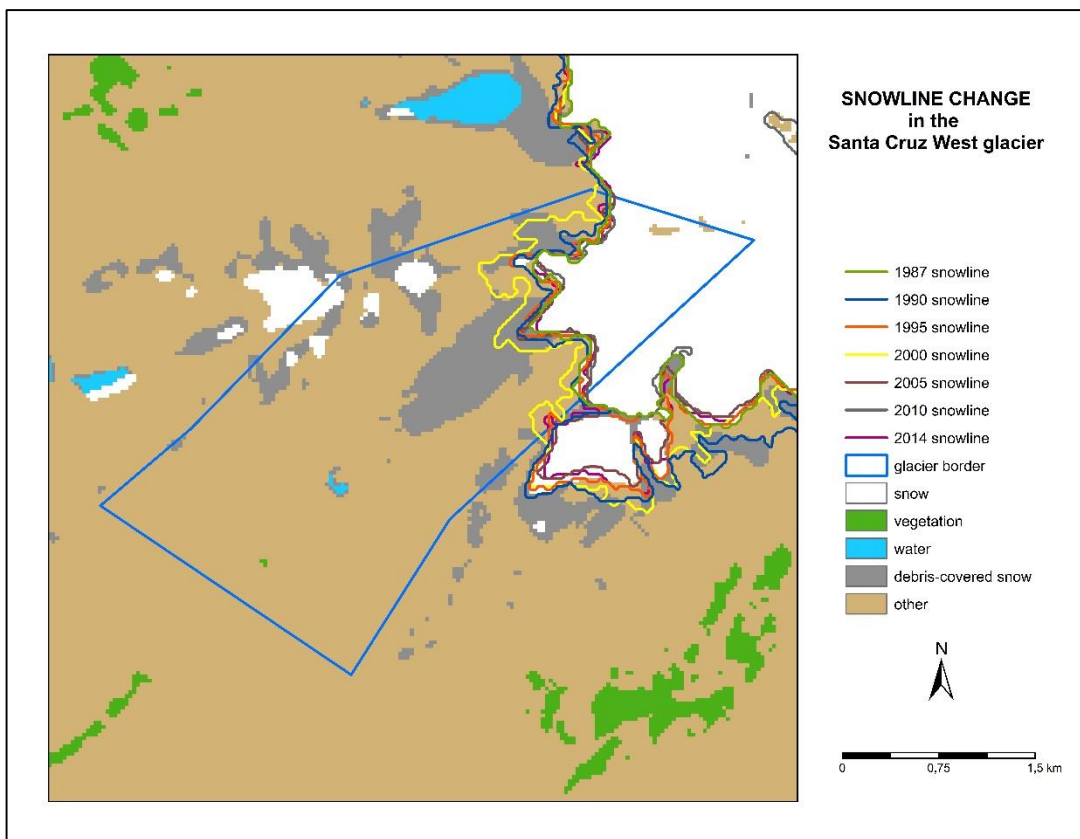 SNOWLINE CHANGE
in the
Santa Cruz West glacier
1987 snowline
1990 snowline
1995 snowline
2000 snowline
2005 snowline
2010 snowline
2014 snowline
glacier border
snow
vegetation
water
debris-covered snow
other
N
0 0,75 1,5 km